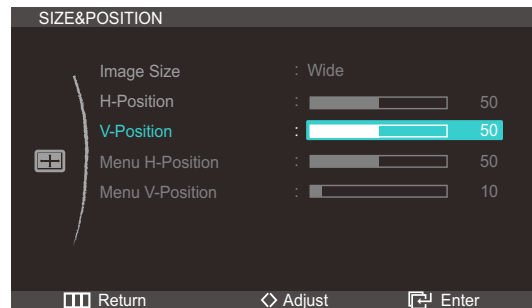 SIZE&POSITION
Image Size : Wide
H-Position : 50
V-Position : 50
Menu H-Position : 50
Menu V-Position : 10
Return Adjust Enter